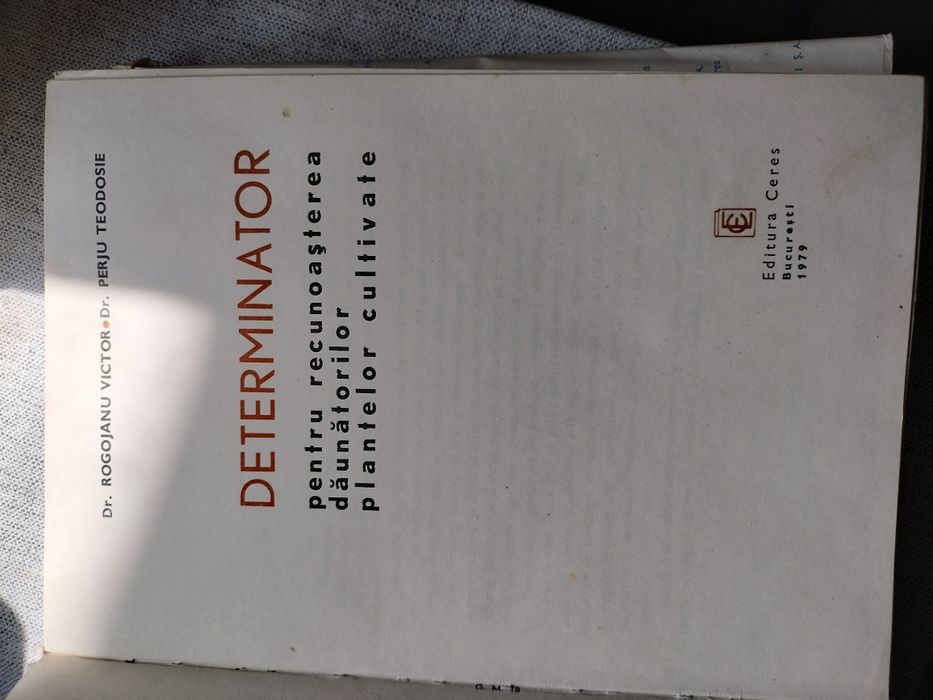 Dr. ROGOJANU VICTOR•Dr. PERJU TEODOSIE
DETERMINATOR
pentru recunoașterea
dăunătorilor
plantelor cultivate
Editura Ceres
București
1979